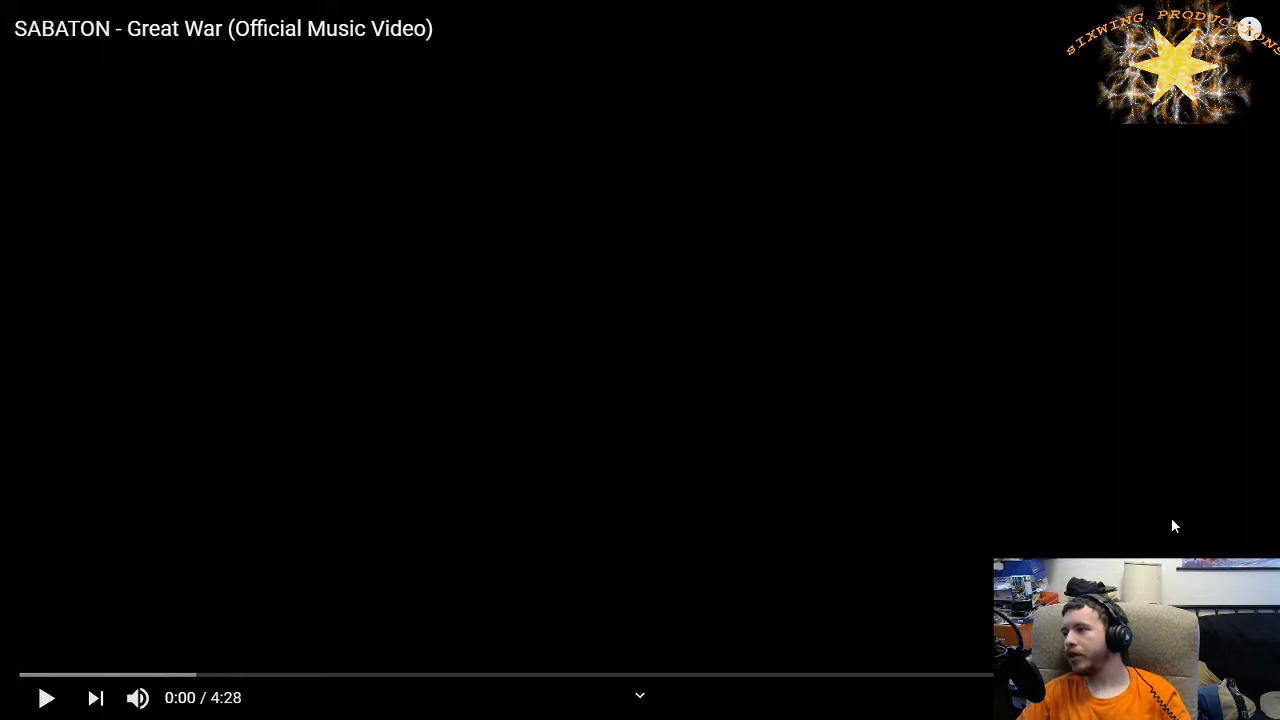 SABATON - Great War (Official Music Video)
SIXWING PRODUCTIONS
0:00 / 4:28